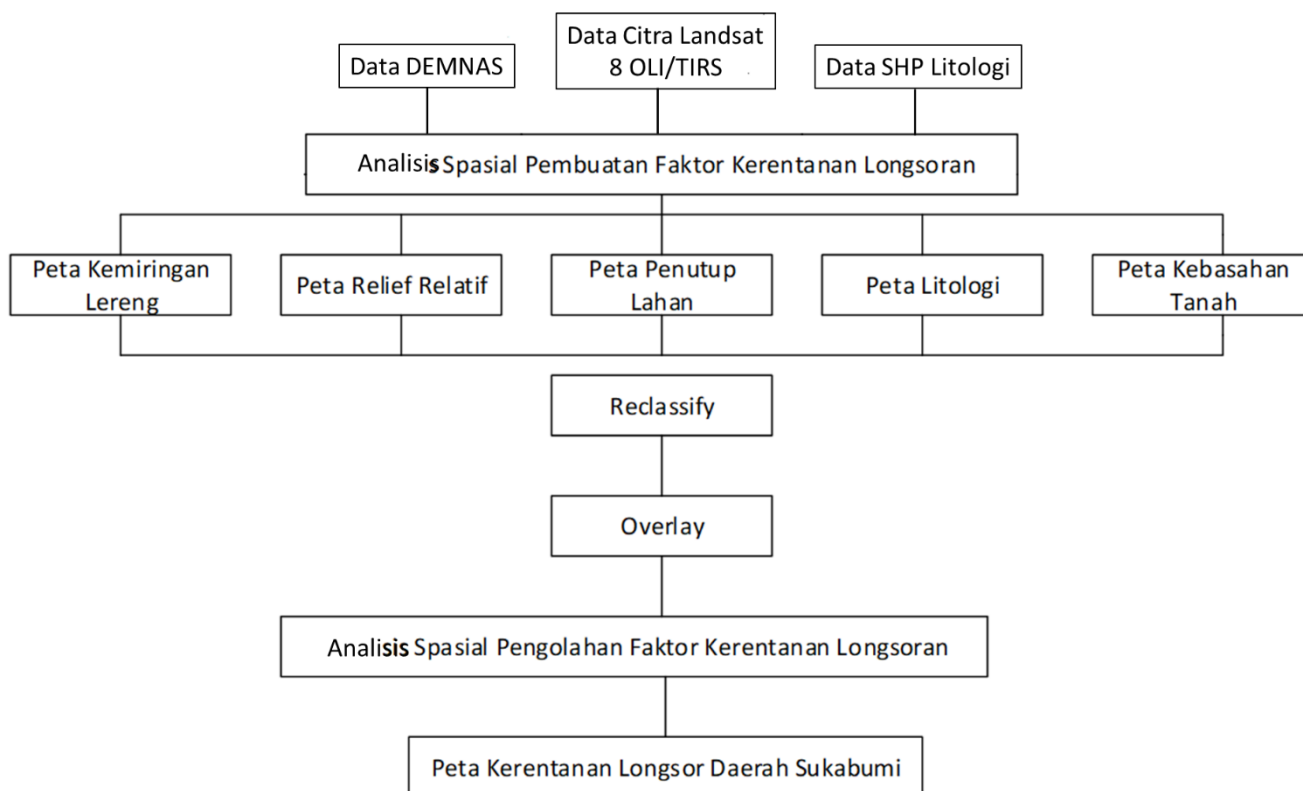 Data DEMNAS
Data Citra Landsat
8 OLI/TIRS
Data SHP Litologi
Analisis Spasial Pembuatan Faktor Kerentanan Longsoran
Peta Kemiringan
Lereng
Peta Relief Relatif
Peta Penutup
Lahan
Peta Litologi
Peta Kebasahan
Tanah
Reclassify
Overlay
Analisis Spasial Pengolahan Faktor Kerentanan Longsoran
Peta Kerentanan Longsor Daerah Sukabumi